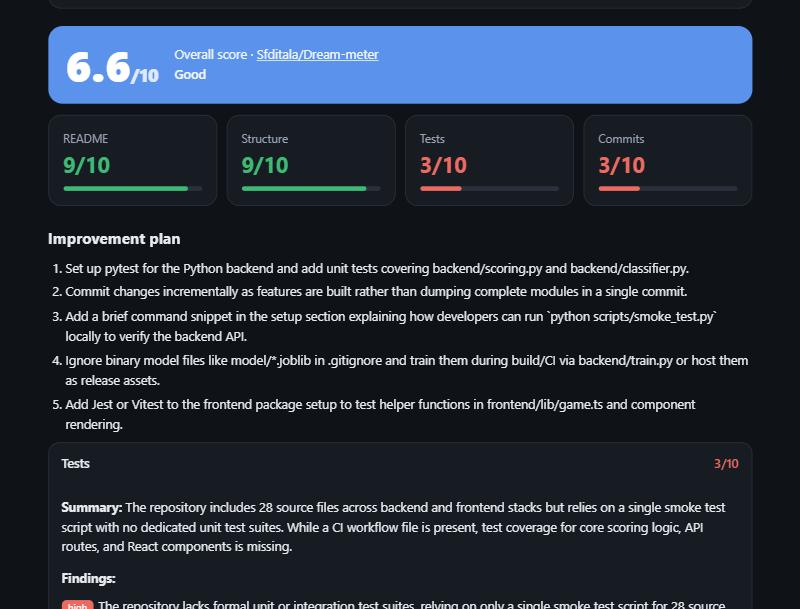 6.6/10
Overall score · Sfditala/Dream-meter
Good
README
9/10
Structure
9/10
Tests
3/10
Commits
3/10
Improvement plan
1. Set up pytest for the Python backend and add unit tests covering backend/scoring.py and backend/classifier.py.
2. Commit changes incrementally as features are built rather than dumping complete modules in a single commit.
3. Add a brief command snippet in the setup section explaining how developers can run `python scripts/smoke_test.py`
locally to verify the backend API.
4. Ignore binary model files like model/*.joblib in .gitignore and train them during build/CI via backend/train.py or host them
as release assets.
5. Add Jest or Vitest to the frontend package setup to test helper functions in frontend/lib/game.ts and component
rendering.
Tests
3/10
Summary: The repository includes 28 source files across backend and frontend stacks but relies on a single smoke test
script with no dedicated unit test suites. While a CI workflow file is present, test coverage for core scoring logic, API
routes, and React components is missing.
Findings:
high The repository lacks formal unit or integration test suites, relying on only a single smoke test script for 28 source